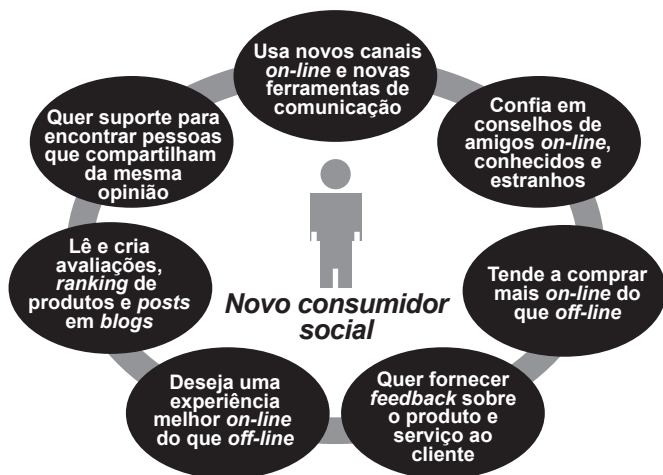 Usa novos canais
on-line e novas
ferramentas de
comunicação
Confia em
conselhos de
amigos on-line,
conhecidos e
estranhos
Tende a comprar
mais on-line do
que off-line
Quer fornecer
feedback sobre
o produto e
serviço ao
cliente
Deseja uma
experiência
melhor on-line
do que off-line
Lê e cria
avaliações,
ranking de
produtos e posts
em blogs
Quer suporte para
encontrar pessoas
que compartilham
da mesma
opinião
Novo consumidor
social